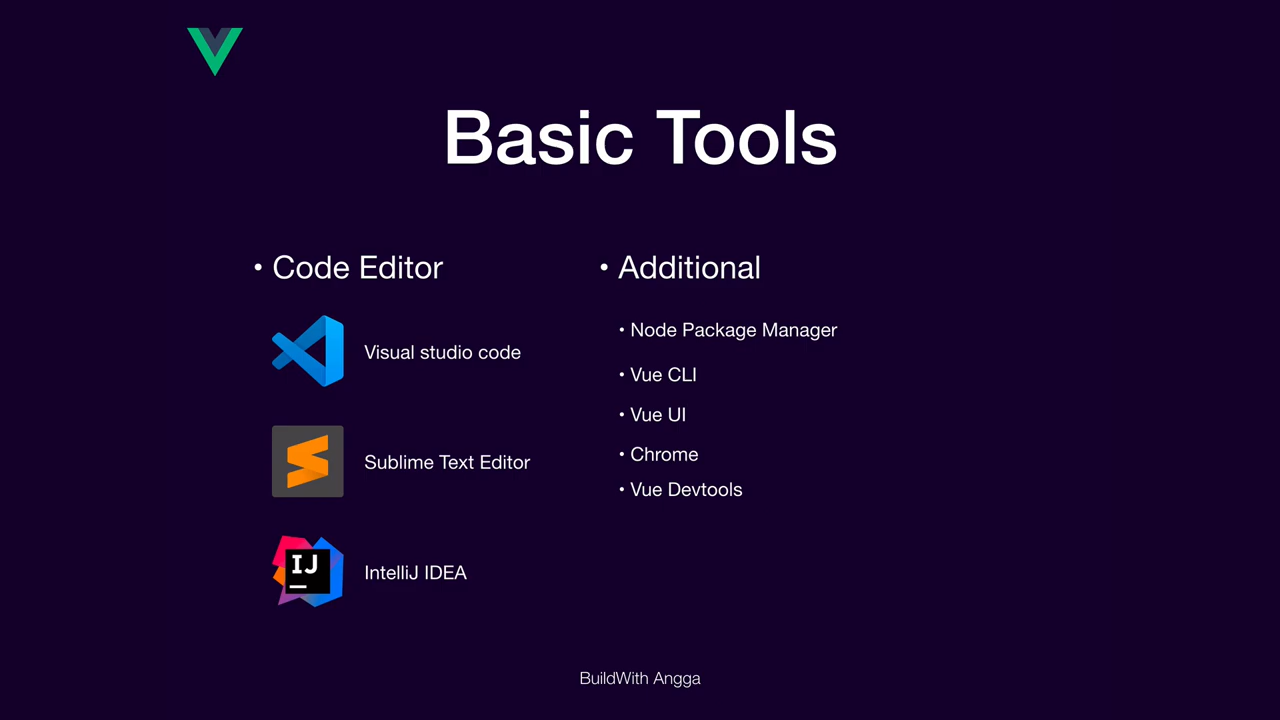 Basic Tools
• Code Editor
Visual studio code
Sublime Text Editor
IJ
IntelliJ IDEA
• Additional
• Node Package Manager
• Vue CLI
• Vue UI
• Chrome
• Vue Devtools
BuildWith Angga